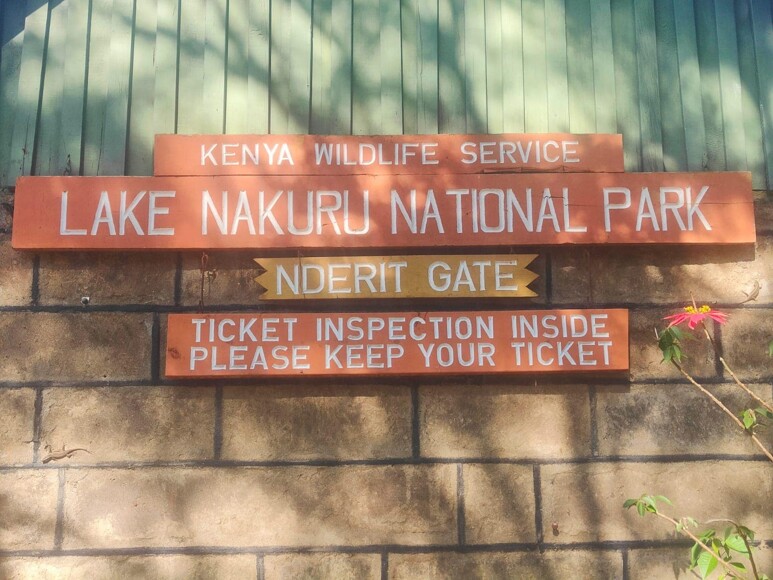 KENYA WILDLIFE SERVICE
LAKE NAKURU NATIONAL PARK
NDERIT GATE
TICKET INSPECTION INSIDE
PLEASE KEEP YOUR TICKET